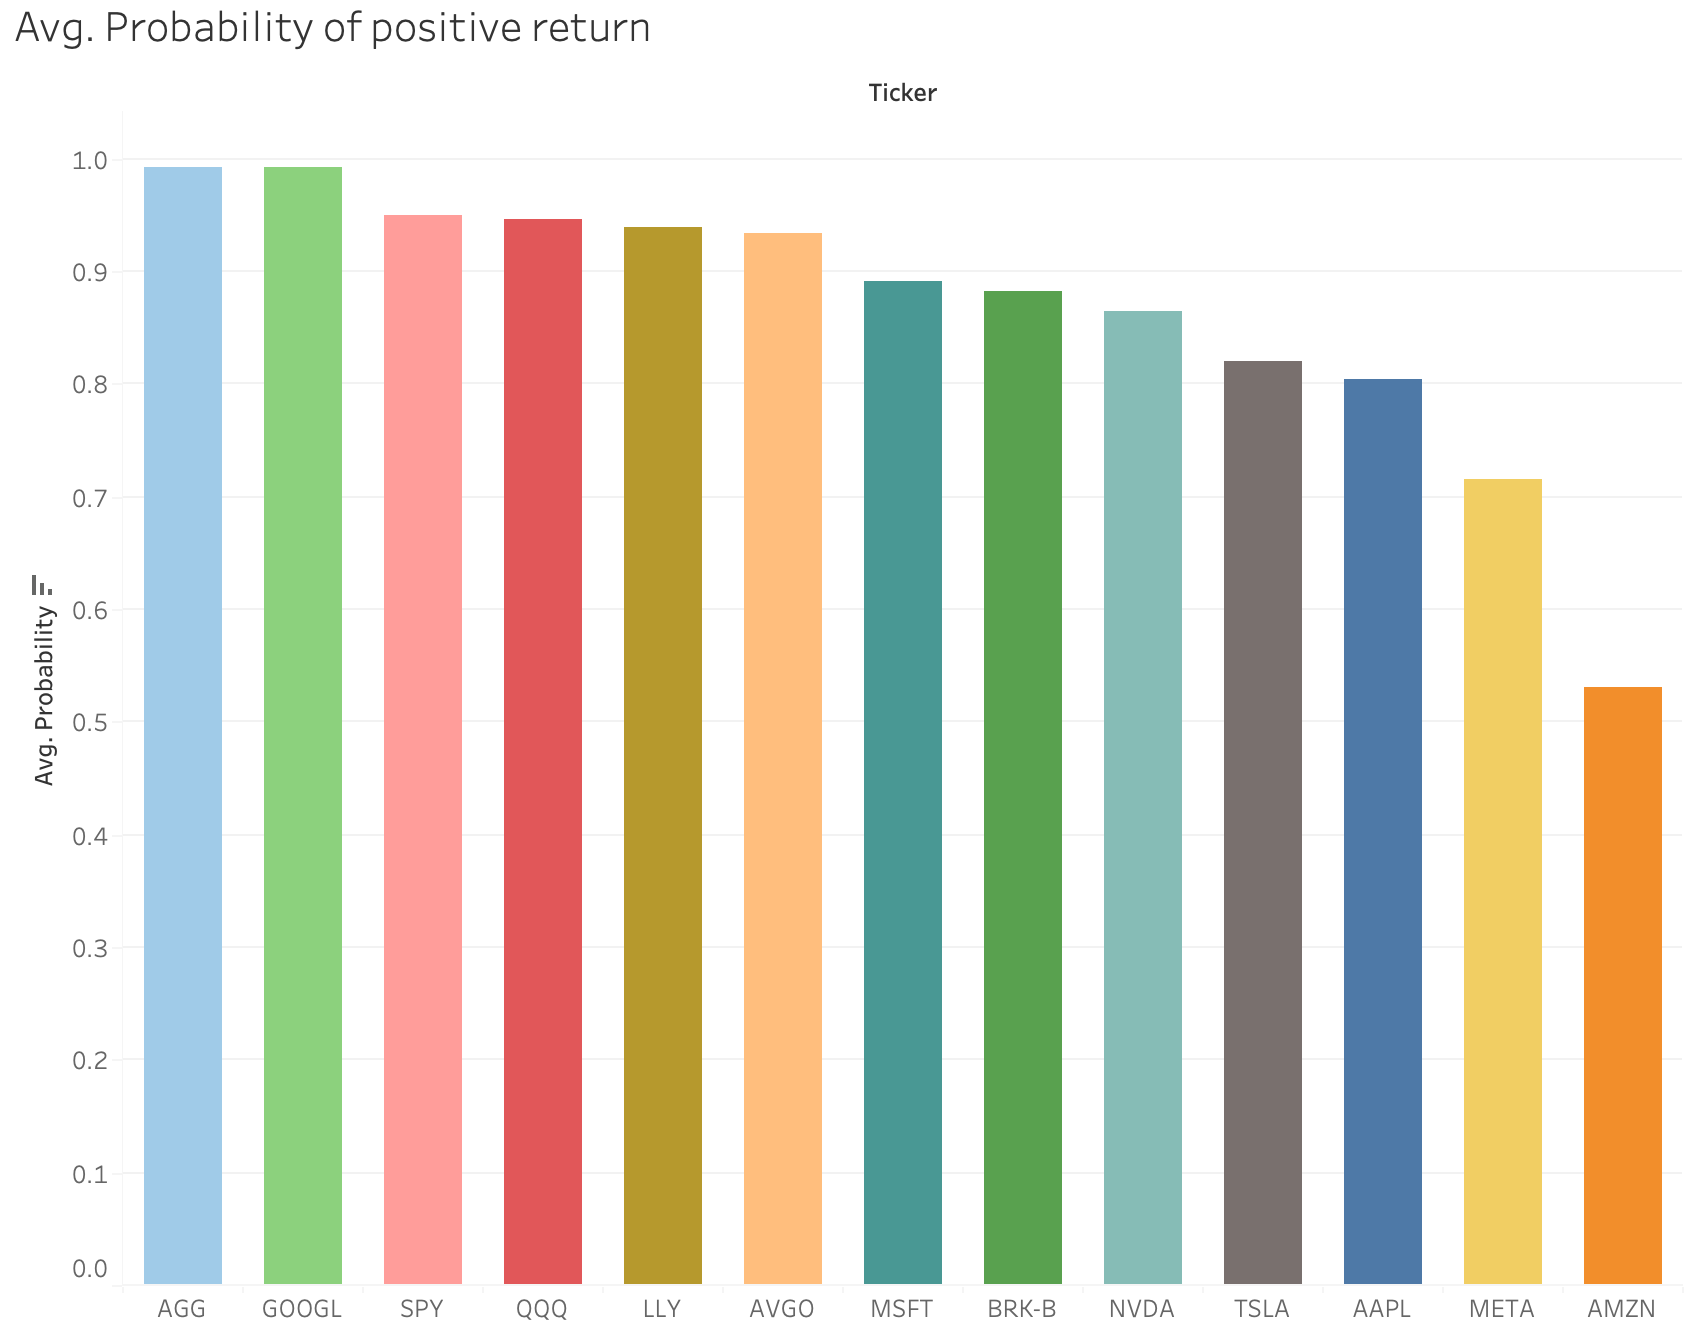 Avg. Probability of positive return
Ticker
Avg. Probability
1.0
0.9
0.8
0.7
0.6
0.5
0.4
0.3
0.2
0.1
0.0
AGG GOOGL SPY QQQ LLY AVGO MSFT BRK-B NVDA TSLA AAPL META AMZN